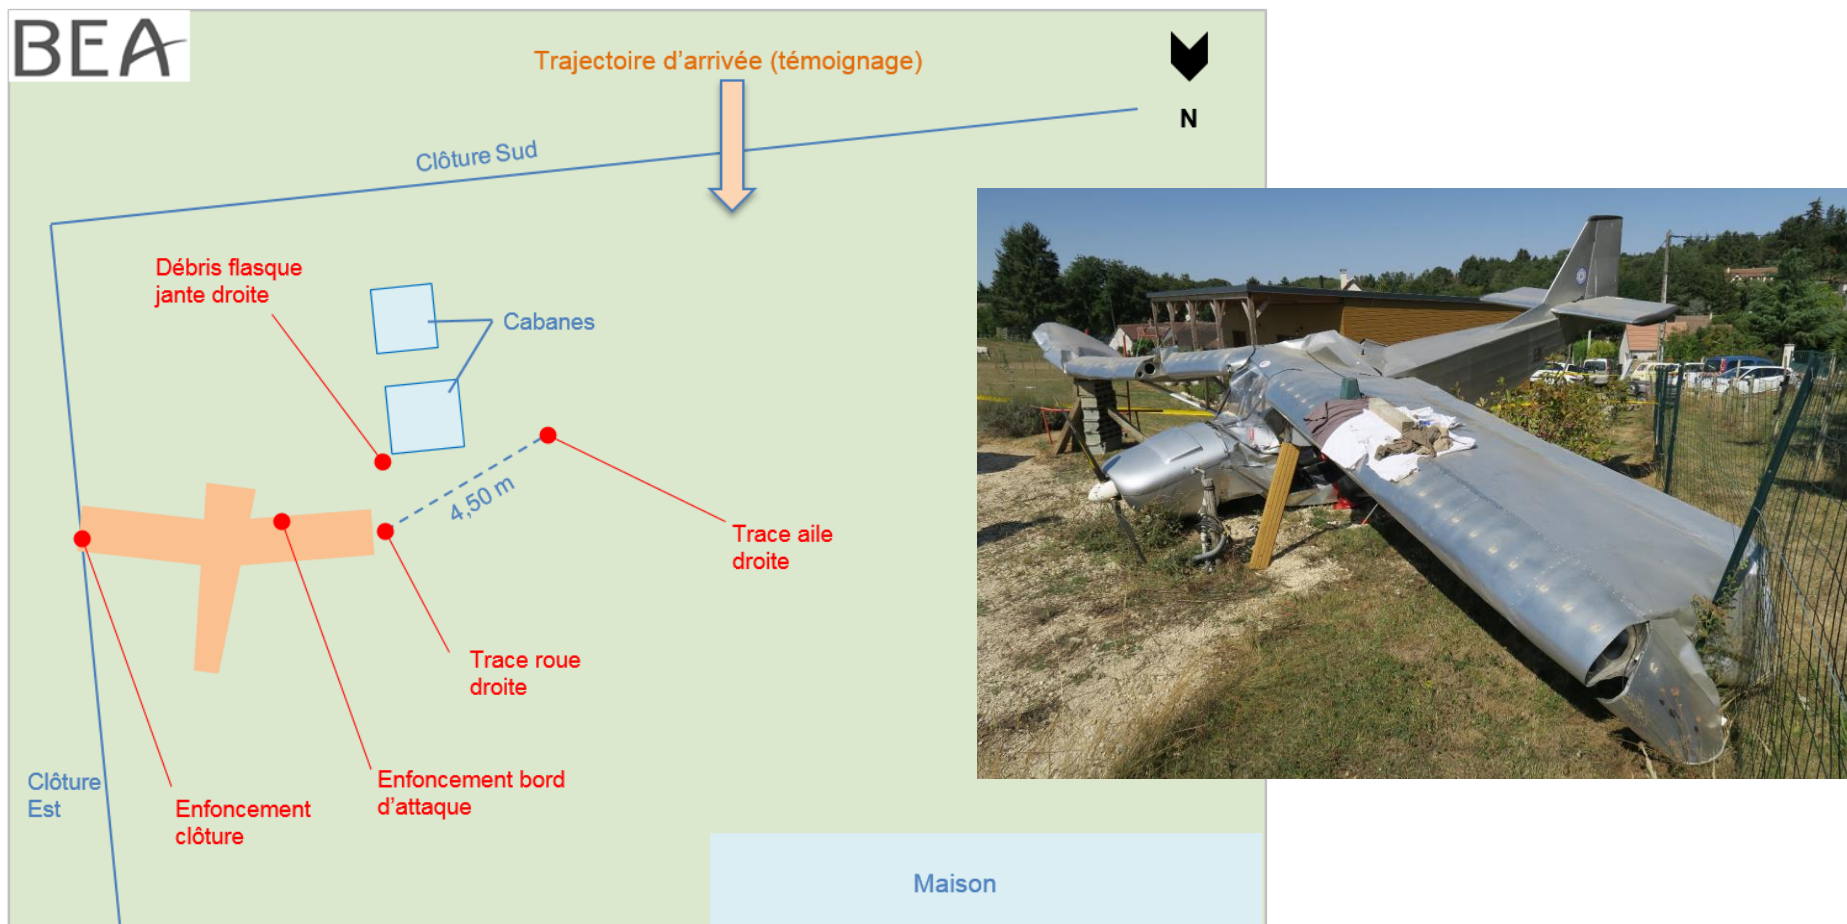 BEA
Trajectoire d'arrivée (témoignage)
N
Clôture Sud
Débris flasque
jante droite
Cabanes
4,50 m
Trace aile
droite
Trace roue
droite
Clôture
Est
Enfoncement bord
d'attaque
Enfoncement
clôture
Maison